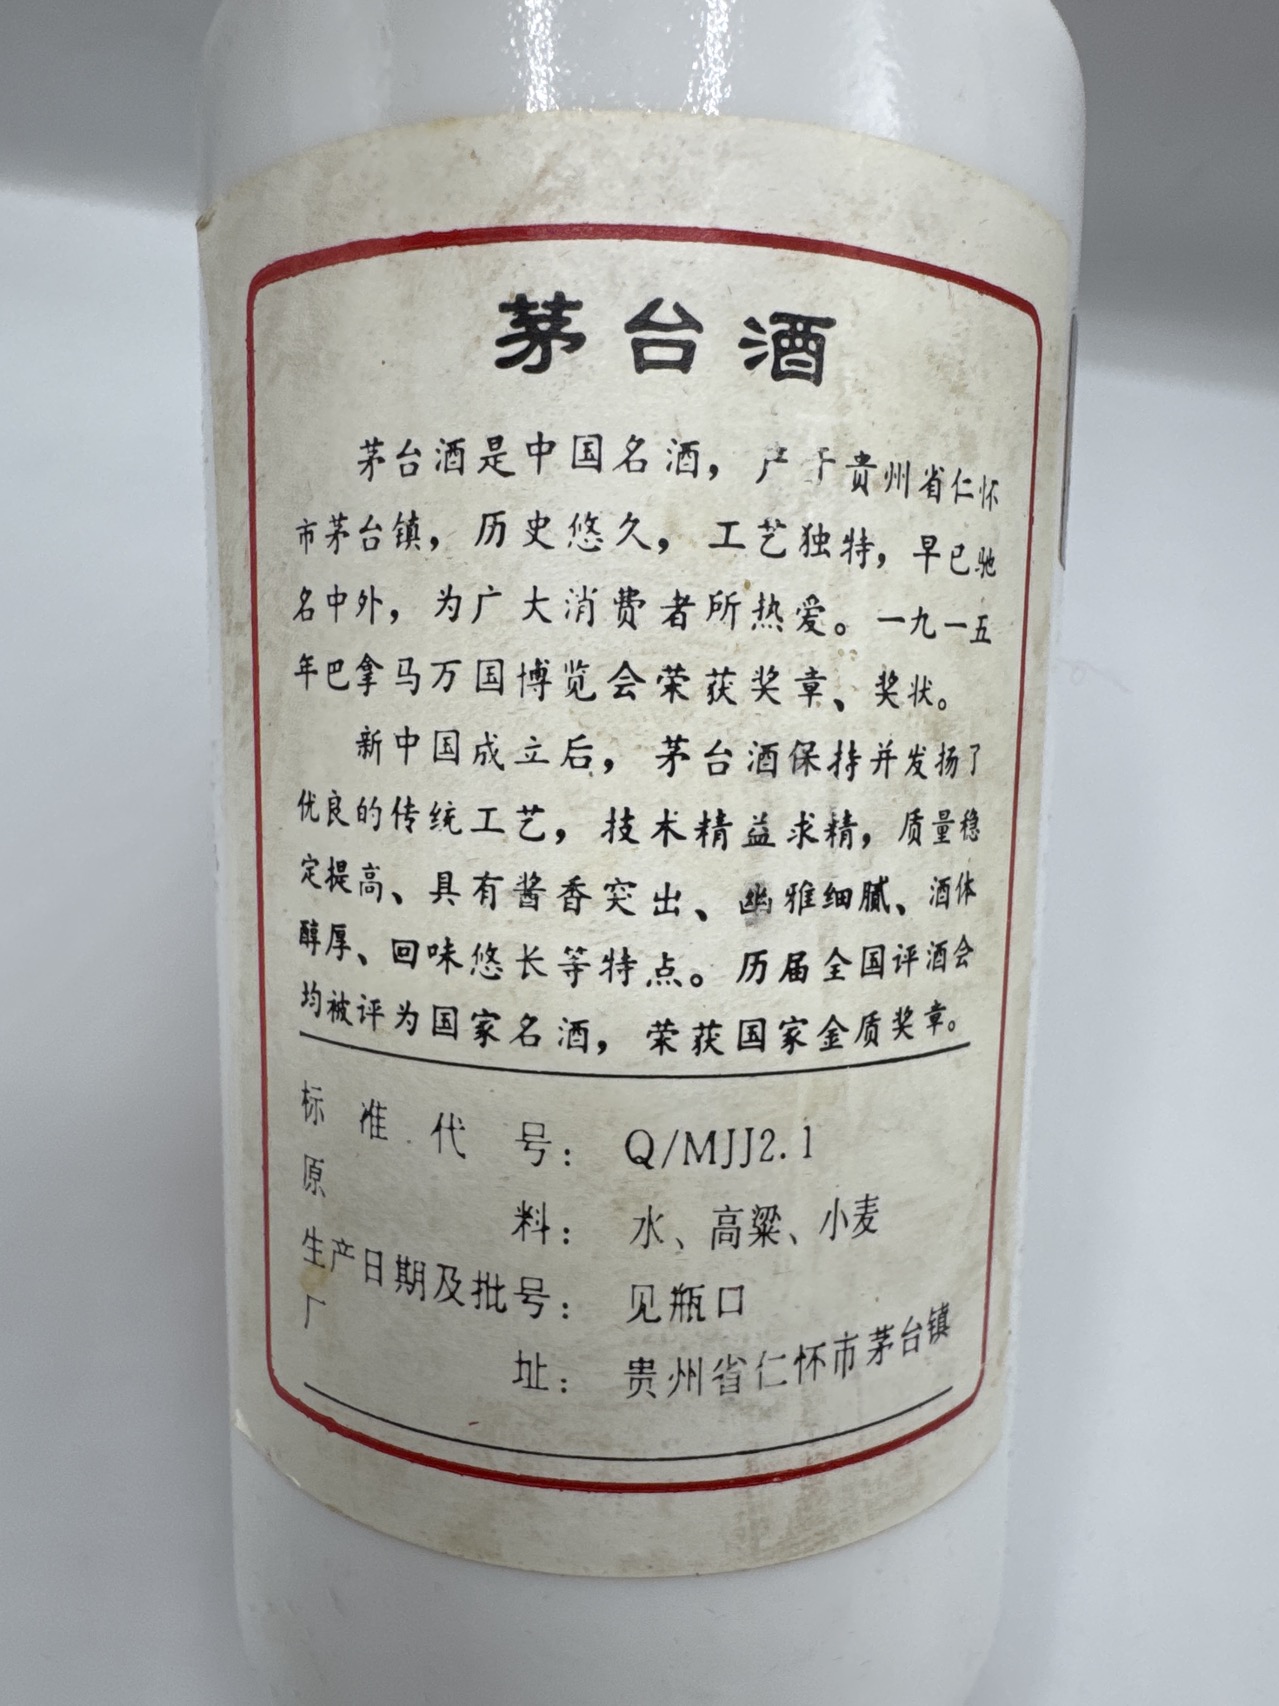 茅台酒
茅台酒是中国名酒，产于贵州省仁怀
市茅台镇，历史悠久，工艺独特，早已驰
名中外，为广大消费者所热爱。一九一五
年巴拿马万国博览会荣获奖章、奖状。
新中国成立后，茅台酒保持并发扬了
优良的传统工艺，技术精益求精，质量稳
定提高、具有酱香突出、幽雅细腻、酒体
醇厚、回味悠长等特点。历届全国评酒会
均被评为国家名酒，荣获国家金质奖章。
标准代号：Q/MJJ2.1
原料：水、高粱、小麦
生产日期及批号：见瓶口
厂址：贵州省仁怀市茅台镇